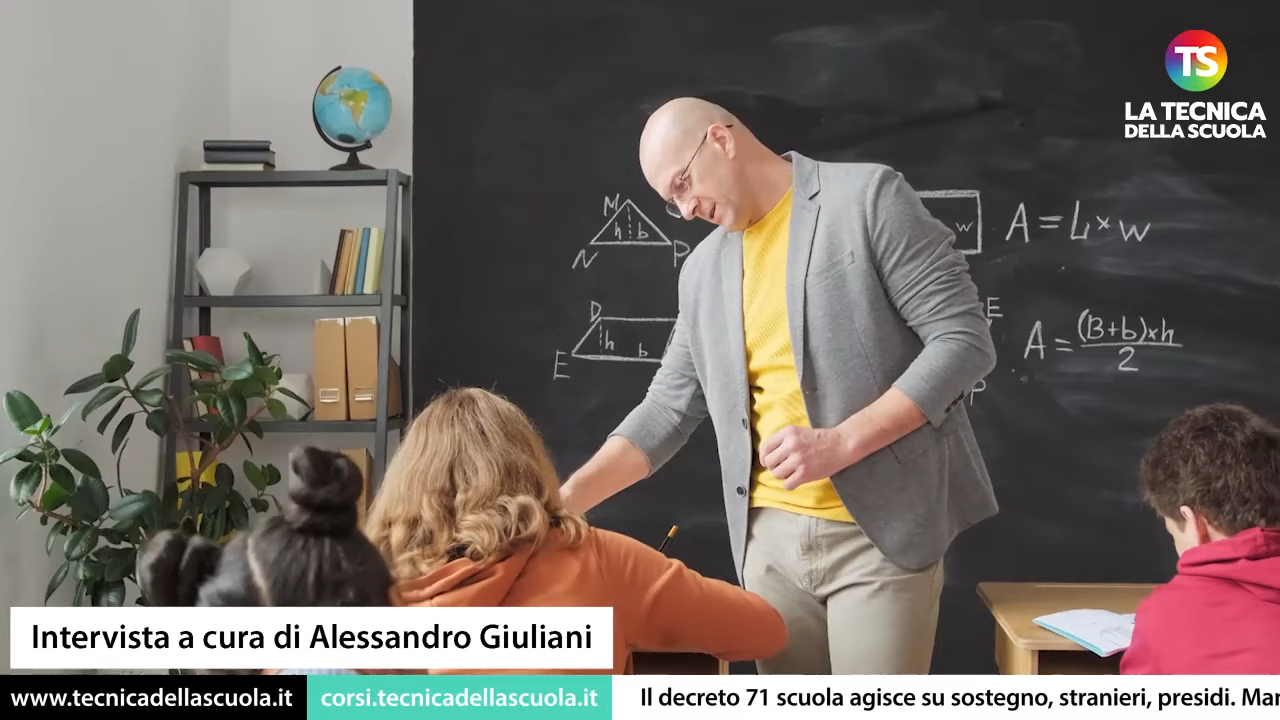 TS
LA TECNICA
DELLA SCUOLA
M
h b
N P
w
A = L×w
D
h b
E
E
P
A = (B+b)×h
2
Intervista a cura di Alessandro Giuliani
www.tecnicadellascuola.it
corsi.tecnicadellascuola.it
Il decreto 71 scuola agisce su sostegno, stranieri, presidi. Mar